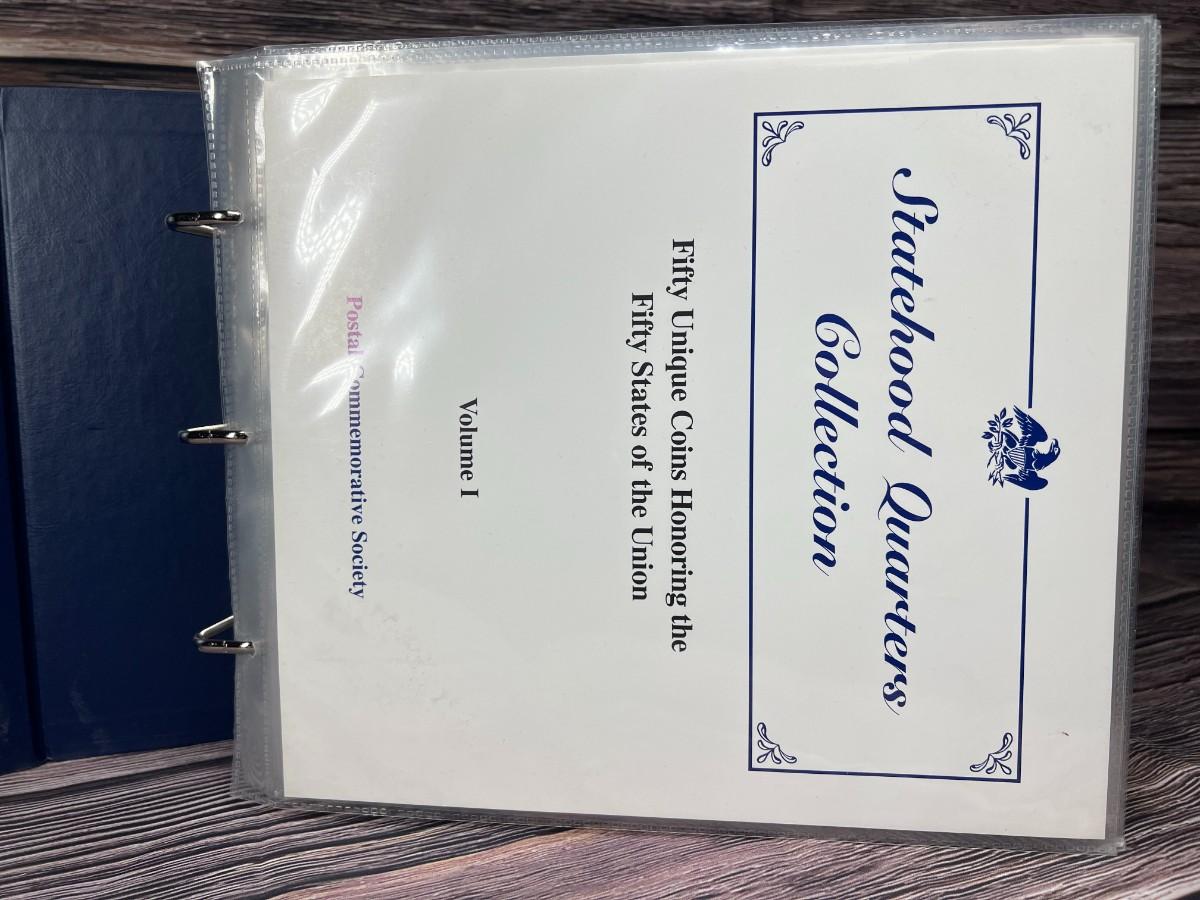 Statehood Quarters
Collection
Fifty Unique Coins Honoring the
Fifty States of the Union
Volume I
Postal Commemorative Society